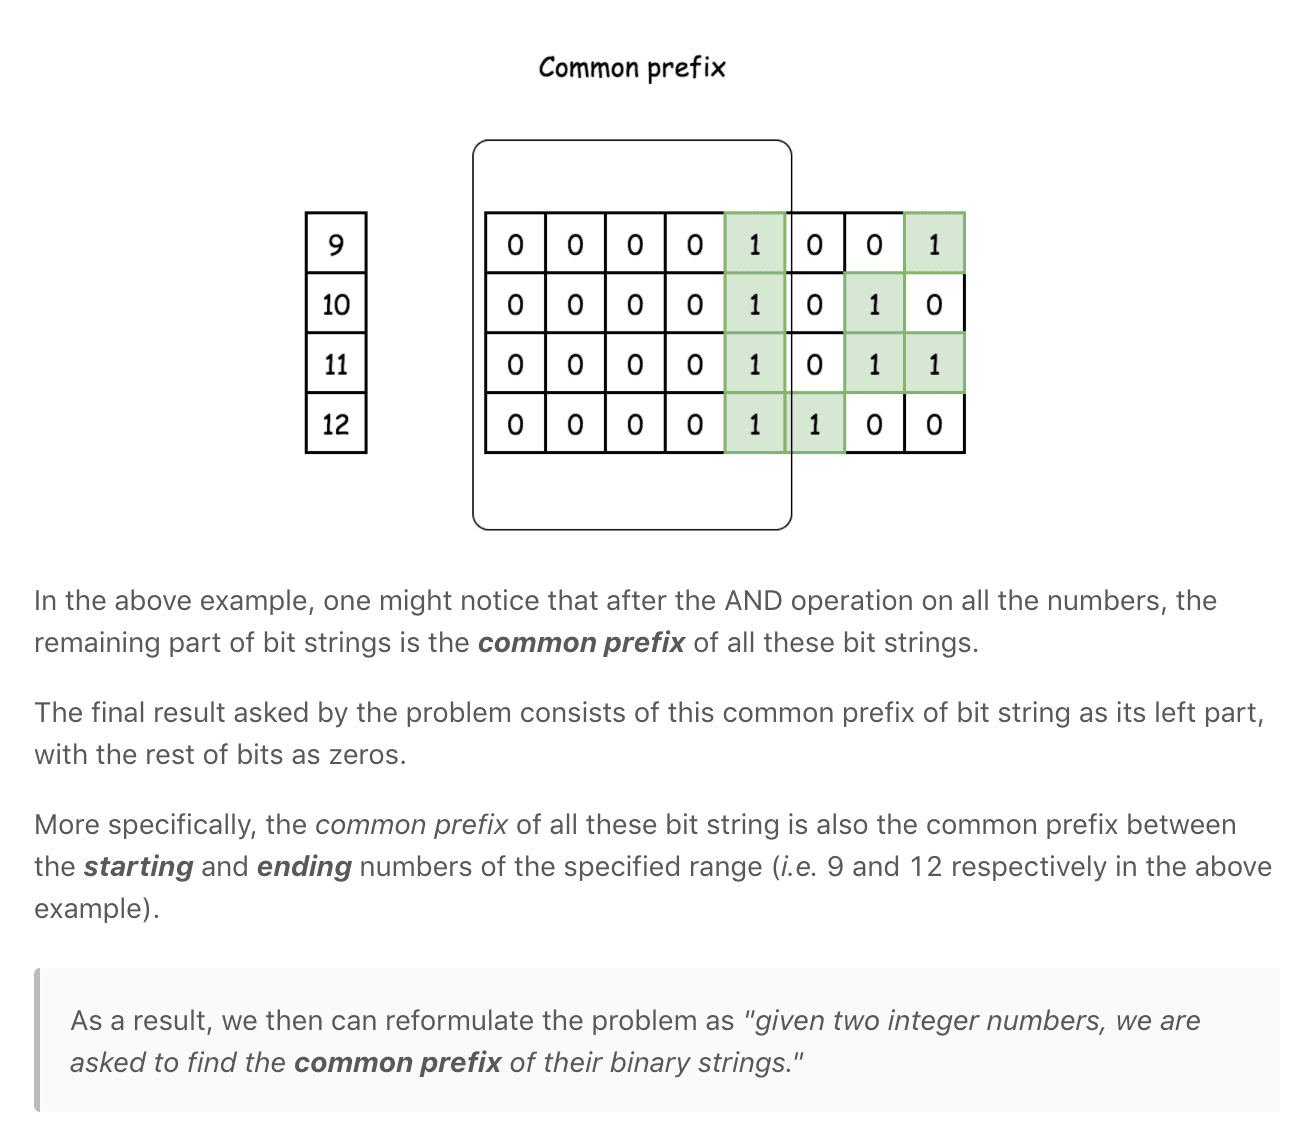 Common prefix
9 0 0 0 0 1 0 0 1
10 0 0 0 0 1 0 1 0
11 0 0 0 0 1 0 1 1
12 0 0 0 0 1 1 0 0
In the above example, one might notice that after the AND operation on all the numbers, the
remaining part of bit strings is the common prefix of all these bit strings.
The final result asked by the problem consists of this common prefix of bit string as its left part,
with the rest of bits as zeros.
More specifically, the common prefix of all these bit string is also the common prefix between
the starting and ending numbers of the specified range (i.e. 9 and 12 respectively in the above
example).
As a result, we then can reformulate the problem as "given two integer numbers, we are
asked to find the common prefix of their binary strings."